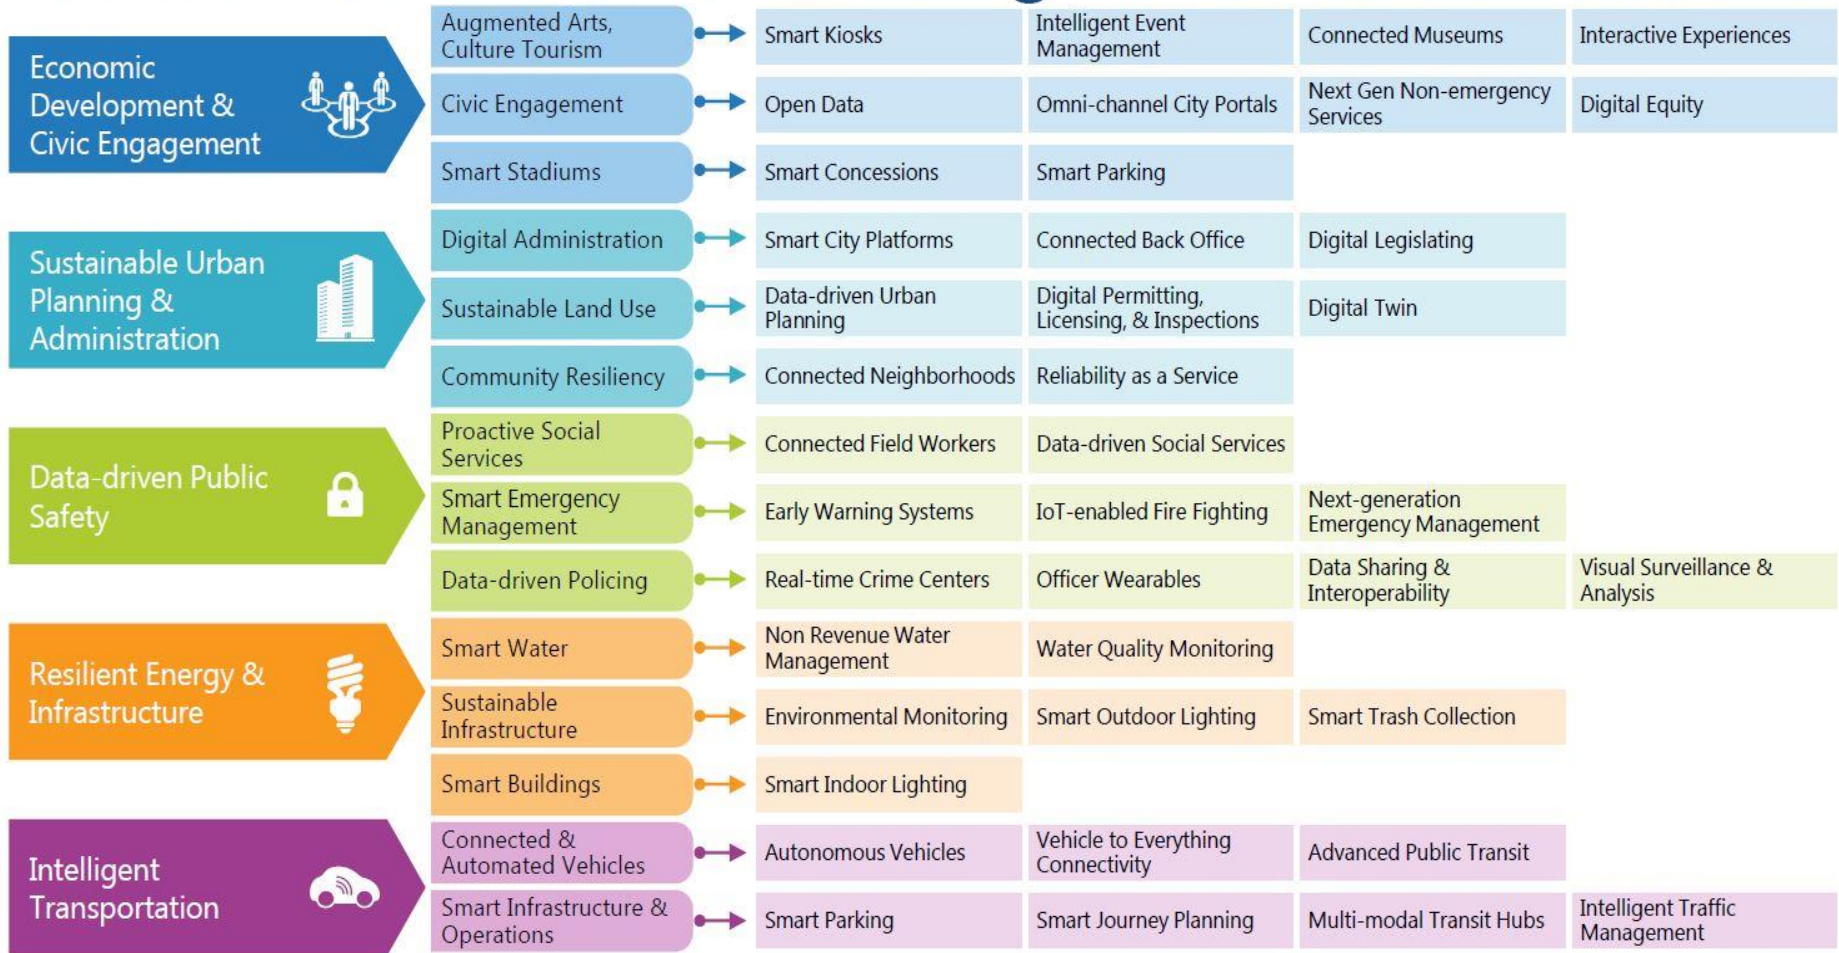 Economic
Development &
Civic Engagement
Augmented Arts,
Culture Tourism
Smart Kiosks
Intelligent Event
Management
Connected Museums
Interactive Experiences
Civic Engagement
Open Data
Omni-channel City Portals
Next Gen Non-emergency
Services
Digital Equity
Smart Stadiums
Smart Concessions
Smart Parking
Sustainable Urban
Planning &
Administration
Digital Administration
Smart City Platforms
Connected Back Office
Digital Legislating
Sustainable Land Use
Data-driven Urban
Planning
Digital Permitting,
Licensing, & Inspections
Digital Twin
Community Resiliency
Connected Neighborhoods
Reliability as a Service
Data-driven Public
Safety
Proactive Social
Services
Connected Field Workers
Data-driven Social Services
Smart Emergency
Management
Early Warning Systems
IoT-enabled Fire Fighting
Next-generation
Emergency Management
Data-driven Policing
Real-time Crime Centers
Officer Wearables
Data Sharing &
Interoperability
Visual Surveillance &
Analysis
Resilient Energy &
Infrastructure
Smart Water
Non Revenue Water
Management
Water Quality Monitoring
Sustainable
Infrastructure
Environmental Monitoring
Smart Outdoor Lighting
Smart Trash Collection
Smart Buildings
Smart Indoor Lighting
Intelligent
Transportation
Connected &
Automated Vehicles
Autonomous Vehicles
Vehicle to Everything
Connectivity
Advanced Public Transit
Smart Infrastructure &
Operations
Smart Parking
Smart Journey Planning
Multi-modal Transit Hubs
Intelligent Traffic
Management